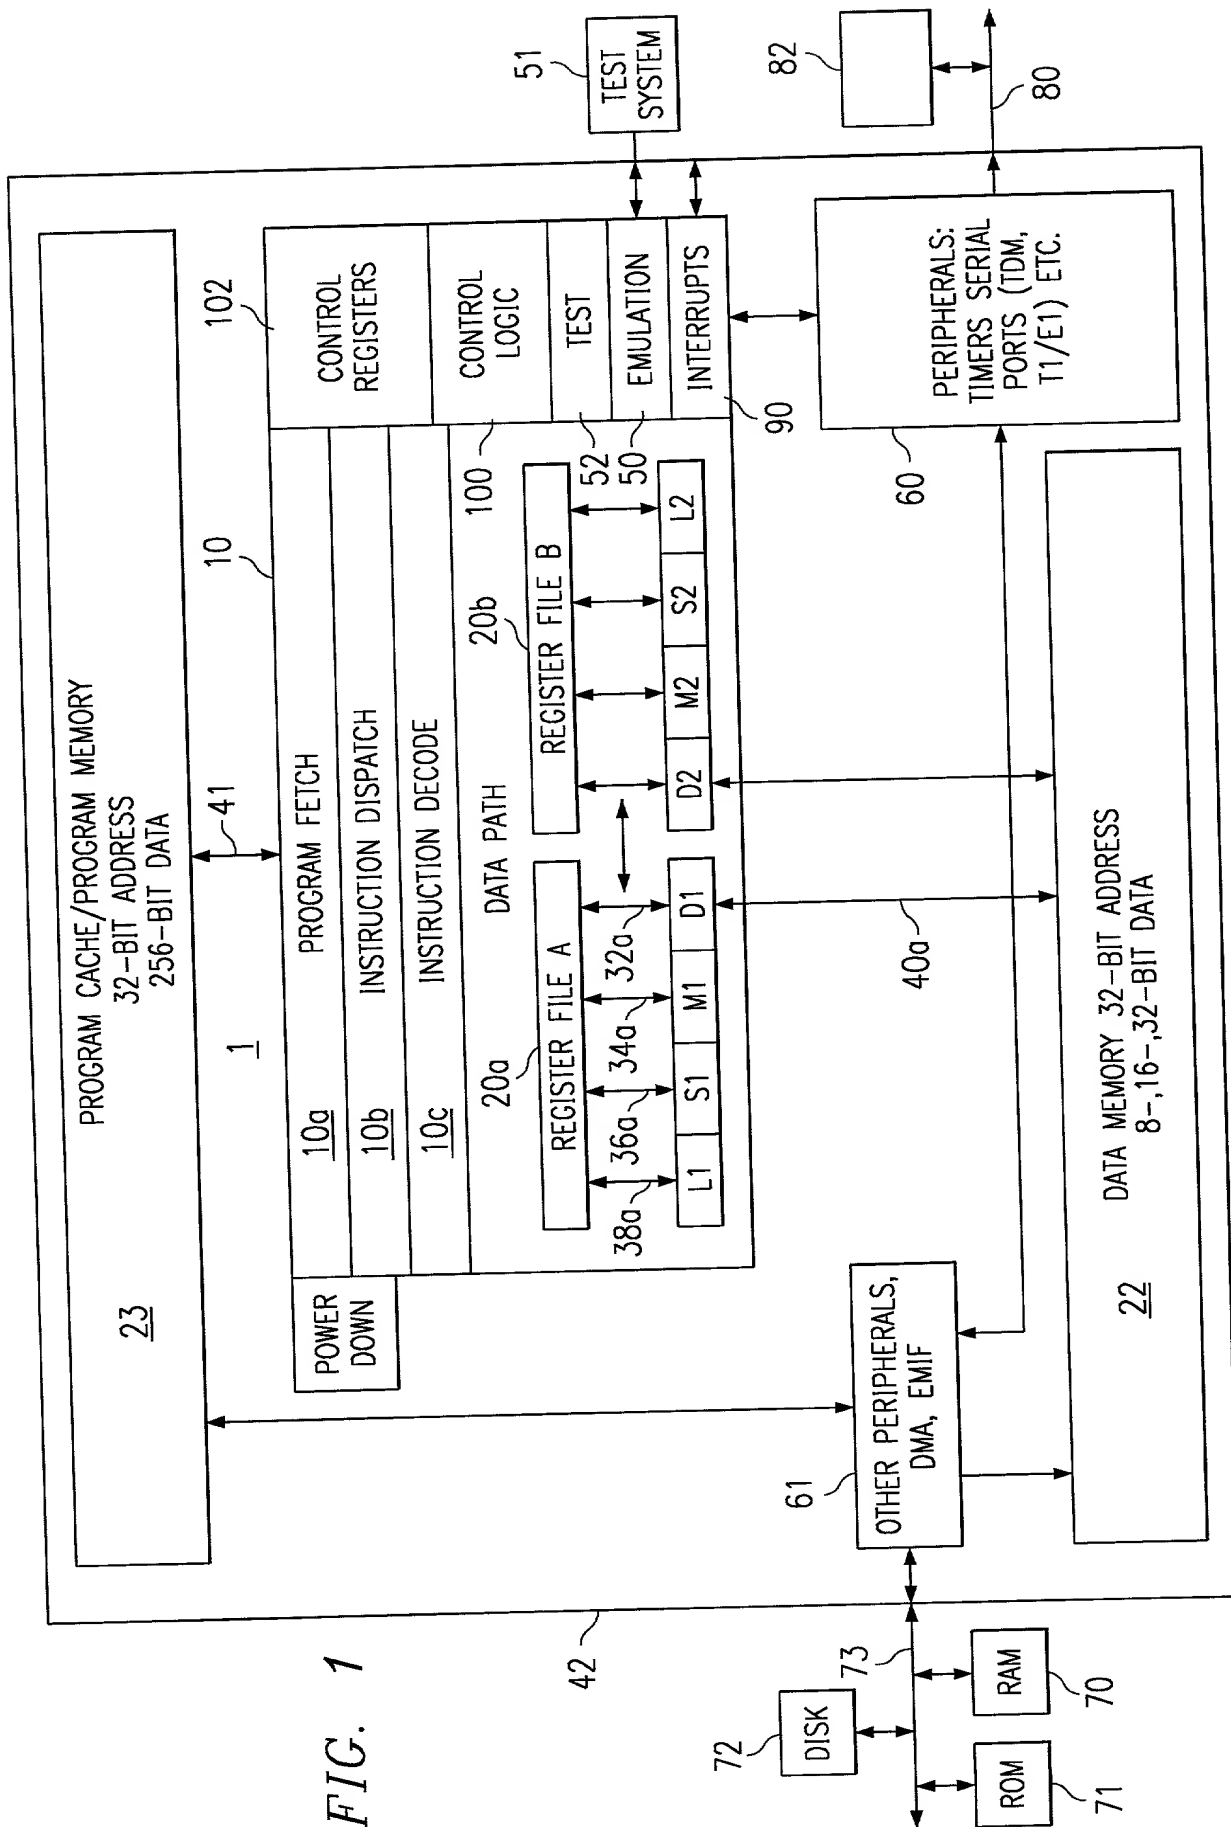 PROGRAM CACHE/PROGRAM MEMORY
32-BIT ADDRESS
256-BIT DATA
23
41
1
10
102
POWER
DOWN
10a
PROGRAM FETCH
10b
INSTRUCTION DISPATCH
10c
INSTRUCTION DECODE
CONTROL
REGISTERS
CONTROL
LOGIC
100
TEST
52
EMULATION
50
INTERRUPTS
90
51
TEST
SYSTEM
DATA PATH
20a
REGISTER FILE A
20b
REGISTER FILE B
38a
36a
34a
32a
L1
S1
M1
D1
D2
M2
S2
L2
40a
61
OTHER PERIPHERALS,
DMA, EMIF
60
PERIPHERALS:
TIMERS SERIAL
PORTS (TDM,
T1/E1) ETC.
82
80
DATA MEMORY 32-BIT ADDRESS
8-,16-,32-BIT DATA
22
42
73
72
DISK
RAM
70
ROM
71
FIG. 1